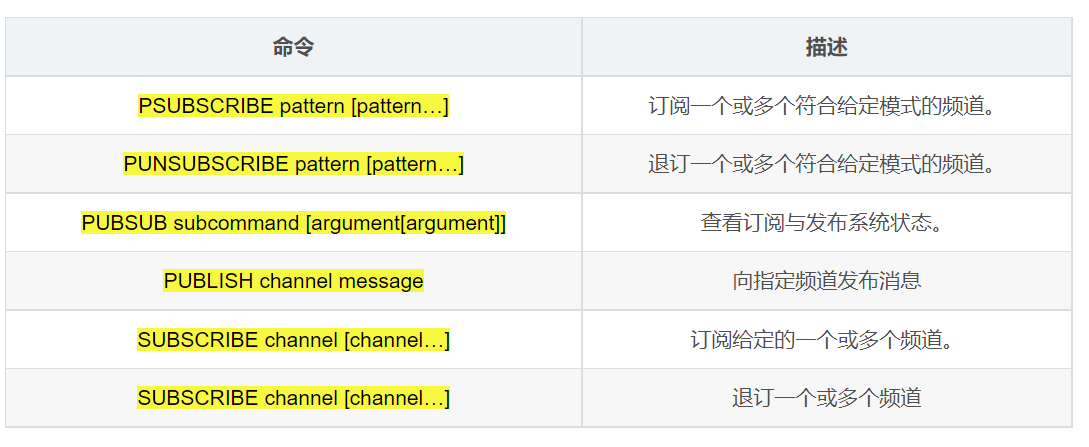 命令 描述
PSUBSCRIBE pattern [pattern…] 订阅一个或多个符合给定模式的频道。
PUNSUBSCRIBE pattern [pattern…] 退订一个或多个符合给定模式的频道。
PUBSUB subcommand [argument[argument]] 查看订阅与发布系统状态。
PUBLISH channel message 向指定频道发布消息
SUBSCRIBE channel [channel…] 订阅给定的一个或多个频道。
SUBSCRIBE channel [channel…] 退订一个或多个频道